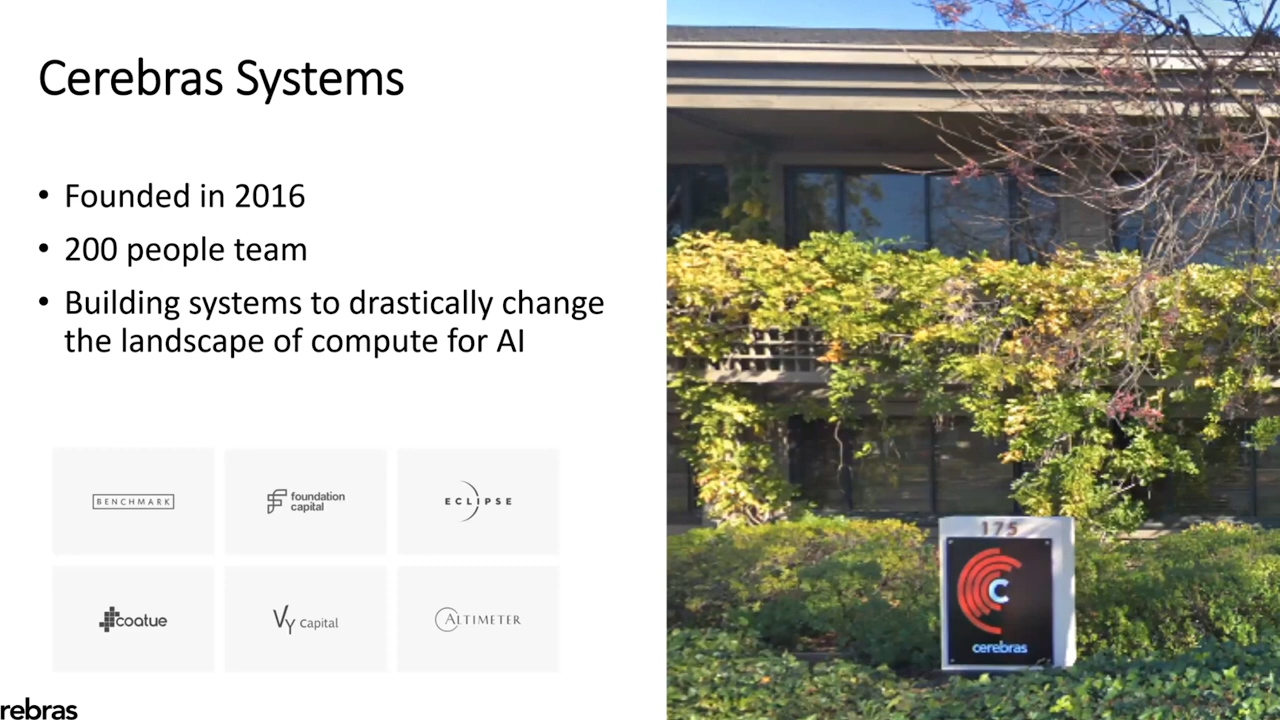 Cerebras Systems
• Founded in 2016
• 200 people team
• Building systems to drastically change
the landscape of compute for AI
BENCHMARK
foundation
capital
ECLIPSE
coatue
Vy Capital
ALTIMETER
rebras
175
C
cerebras